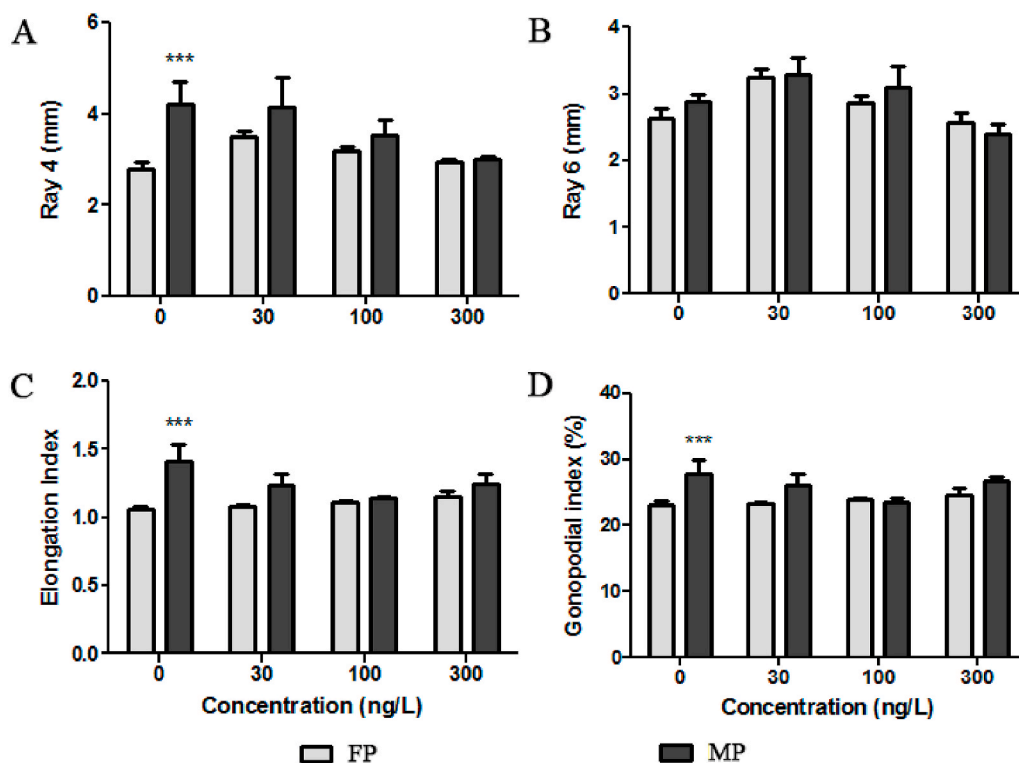 A
Ray 4 (mm)
6
4
2
0
***
0 30 100 300
B
Ray 6 (mm)
4
3
2
1
0
0 30 100 300
C
Elongation Index
2.0
1.5
1.0
0.5
0.0
***
0 30 100 300
Concentration (ng/L)
D
Gonopodial index (%)
40
30
20
10
0
***
0 30 100 300
Concentration (ng/L)
FP MP